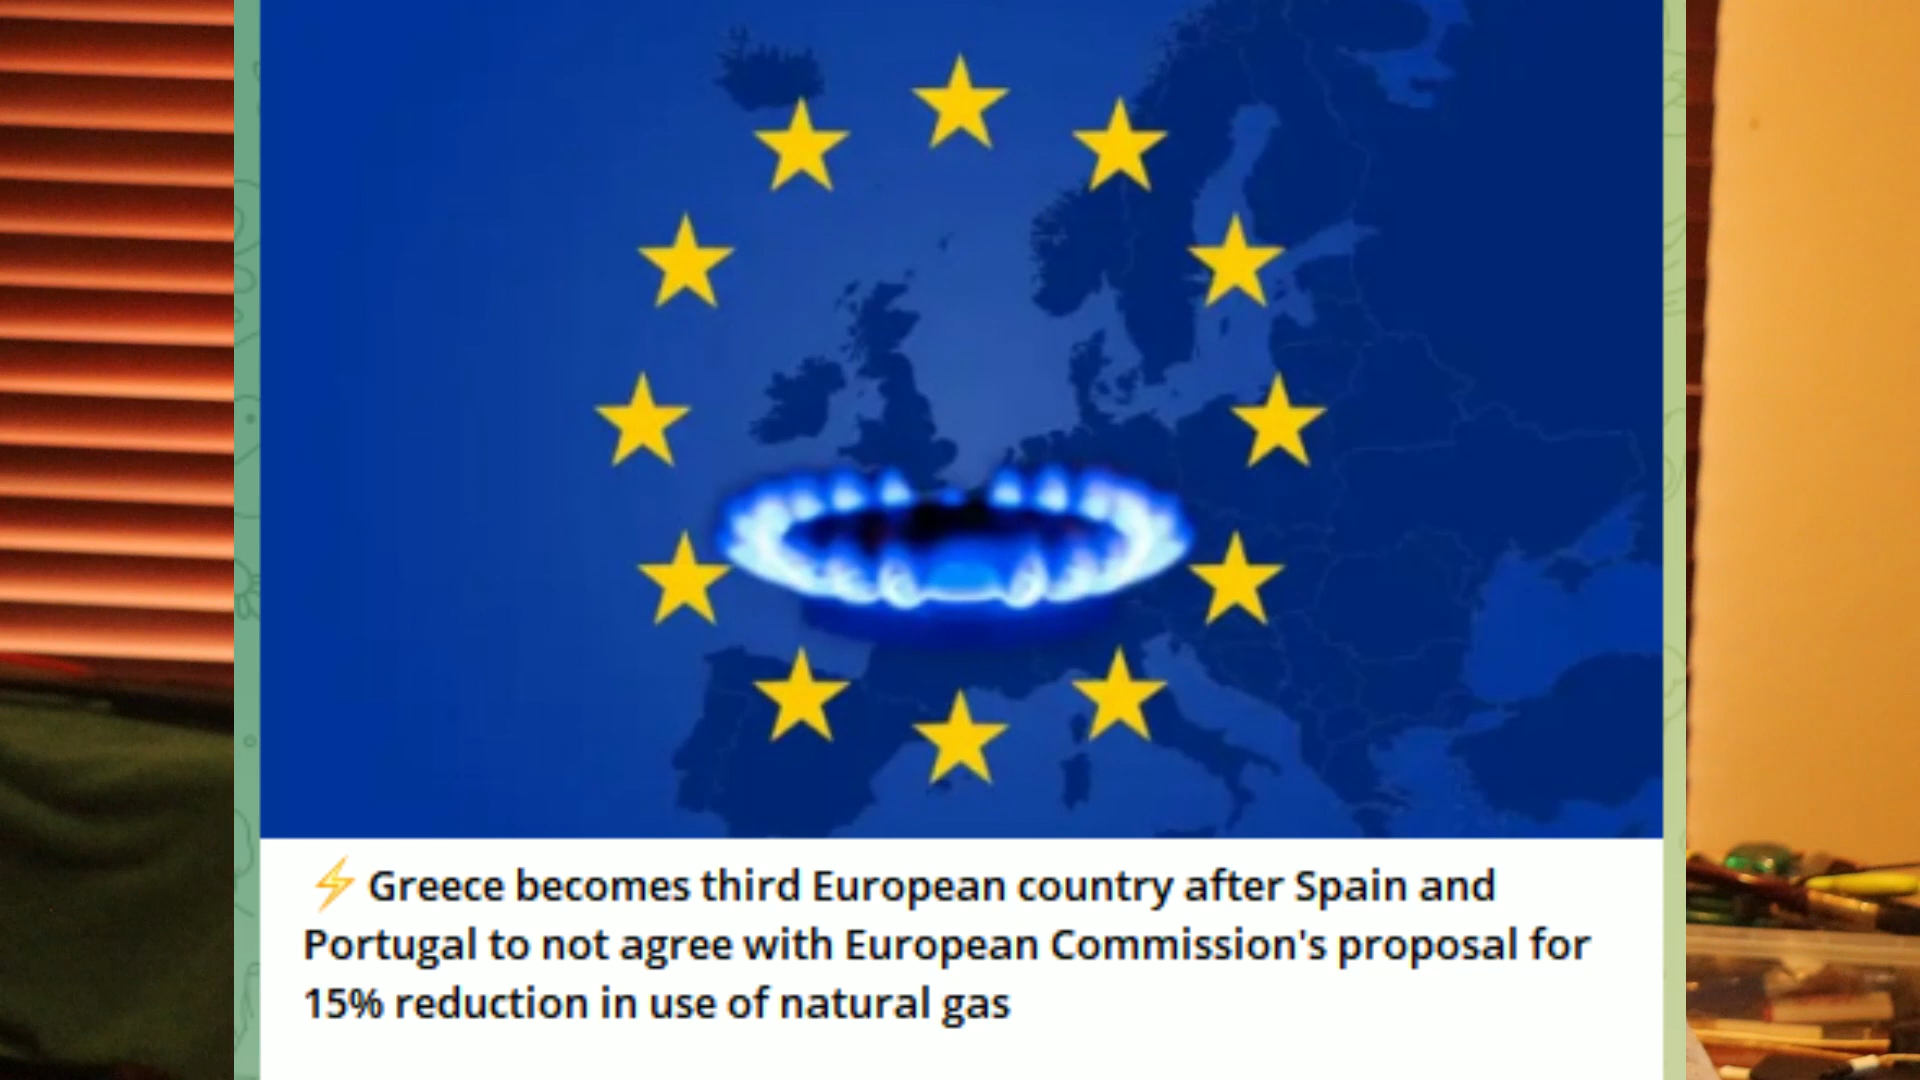 ⚡Greece becomes third European country after Spain and
Portugal to not agree with European Commission's proposal for
15% reduction in use of natural gas